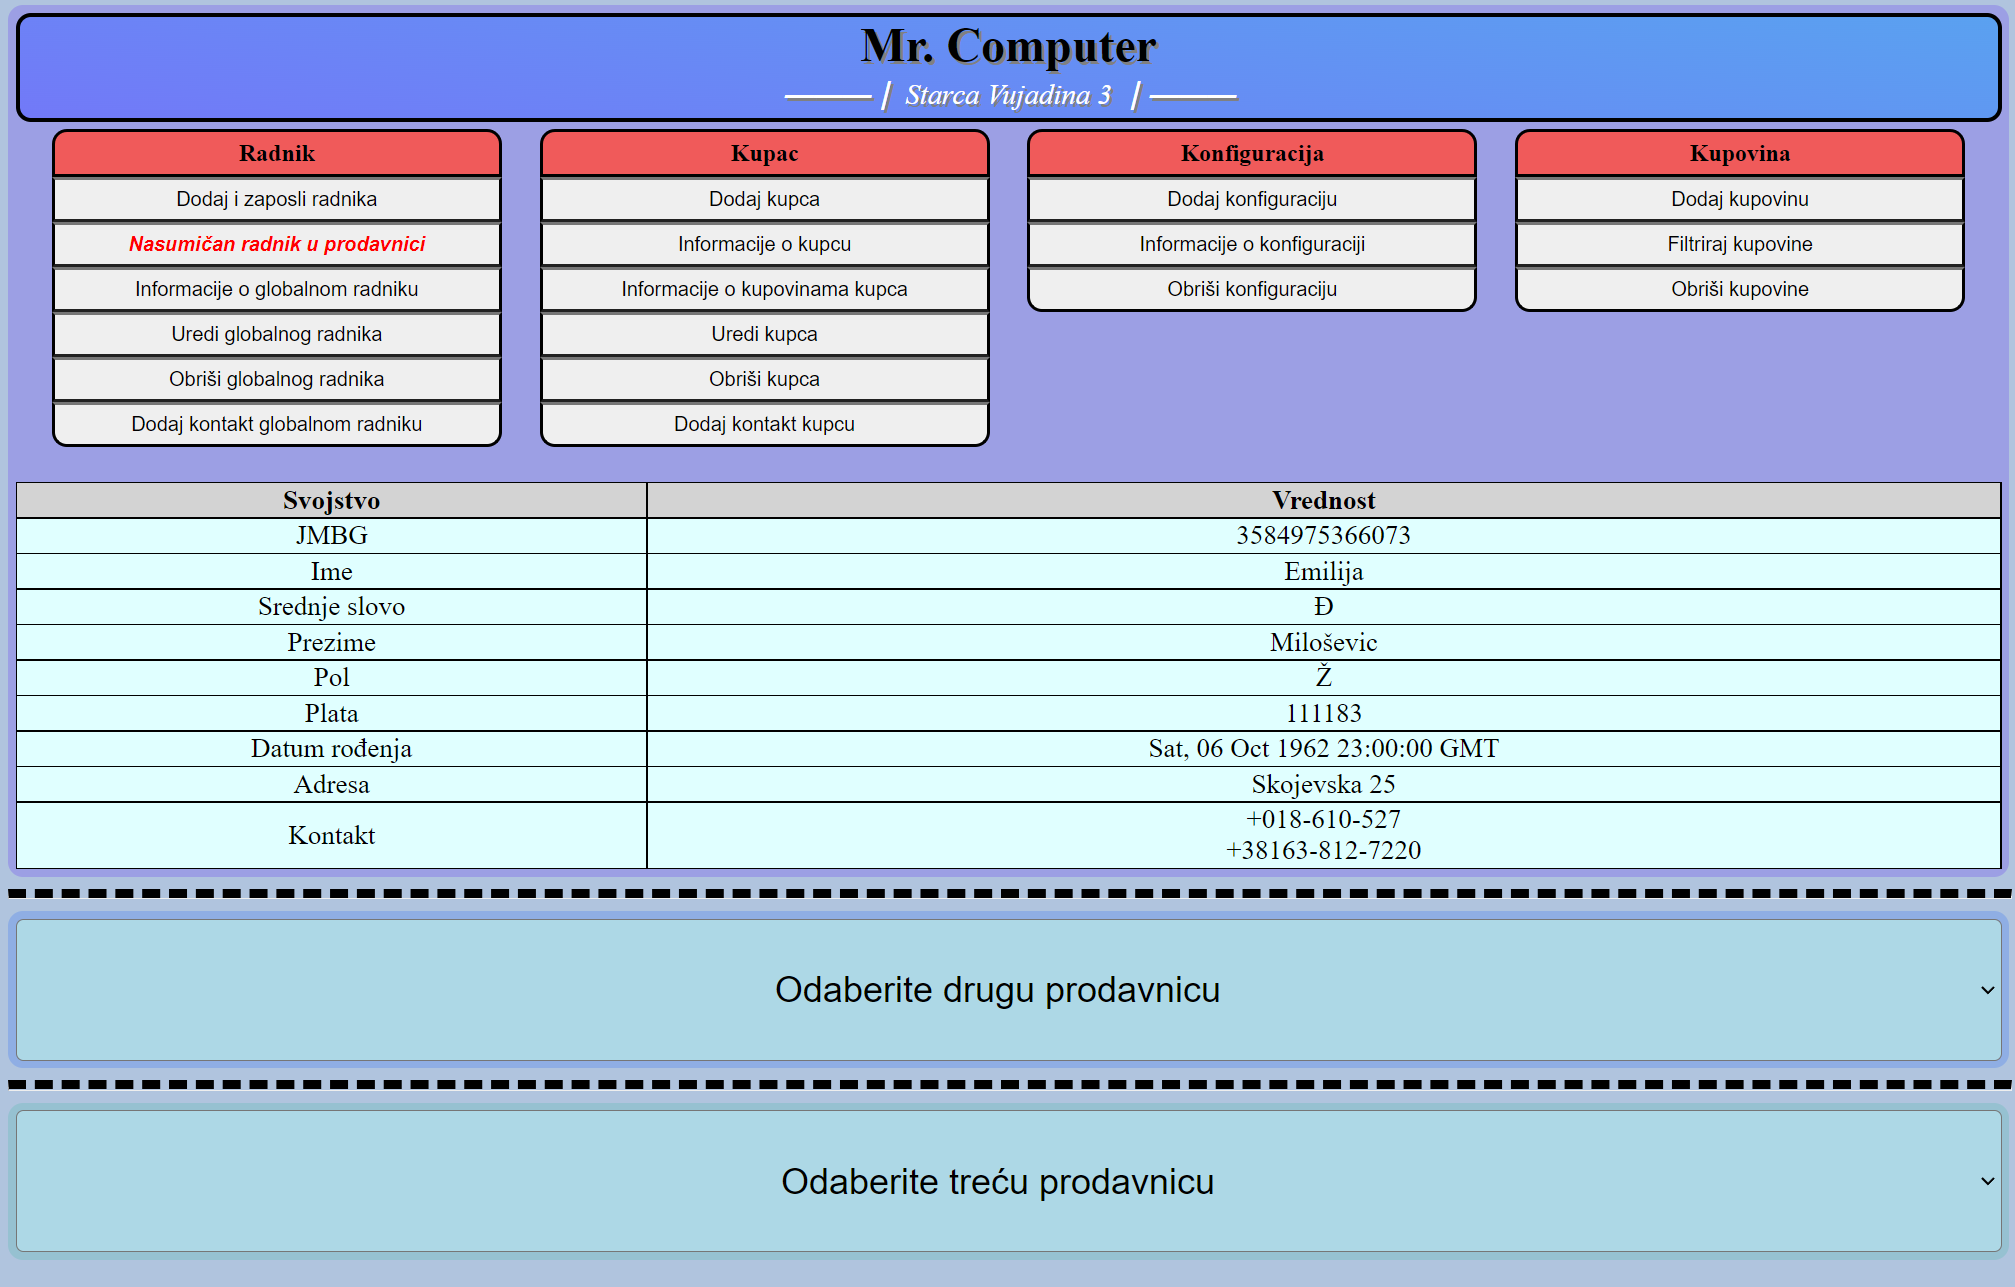 Mr. Computer
| Starca Vujadina 3 |
Radnik
Dodaj i zaposli radnika
Nasumičan radnik u prodavnici
Informacije o globalnom radniku
Uredi globalnog radnika
Obriši globalnog radnika
Dodaj kontakt globalnom radniku
Kupac
Dodaj kupca
Informacije o kupcu
Informacije o kupovinama kupca
Uredi kupca
Obriši kupca
Dodaj kontakt kupcu
Konfiguracija
Dodaj konfiguraciju
Informacije o konfiguraciji
Obriši konfiguraciju
Kupovina
Dodaj kupovinu
Filtriraj kupovine
Obriši kupovine
Svojstvo Vrednost
JMBG 3584975366073
Ime Emilija
Srednje slovo Đ
Prezime Miloševic
Pol Ž
Plata 111183
Datum rođenja Sat, 06 Oct 1962 23:00:00 GMT
Adresa Skojevska 25
Kontakt +018-610-527
+38163-812-7220
Odaberite drugu prodavnicu
Odaberite treću prodavnicu